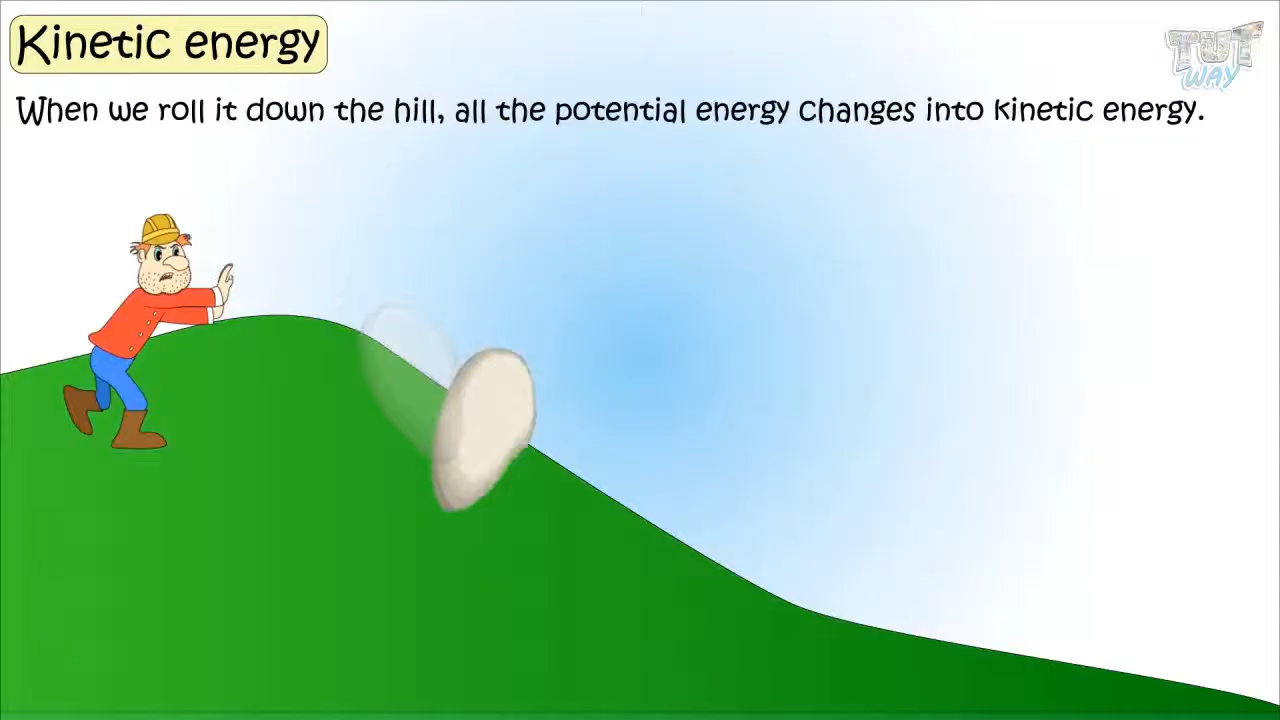 Kinetic energy
TUT
WAY
When we roll it down the hill, all the potential energy changes into kinetic energy.